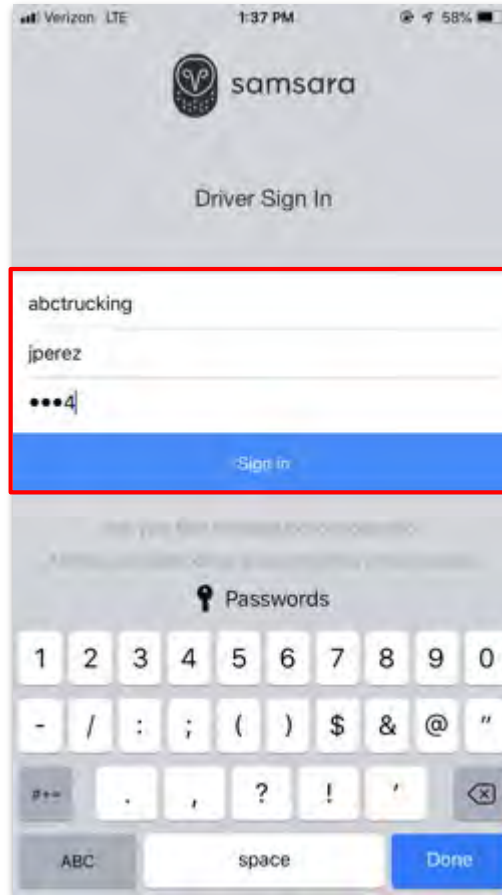 Verizon LTE 1:37 PM 58%
samsara
Driver Sign In
abctrucking
jperez
•••4
Sign in
Passwords
1 2 3 4 5 6 7 8 9 0
- / : ; ( ) $ & @ "
#+= . , ? ! '
ABC space Done